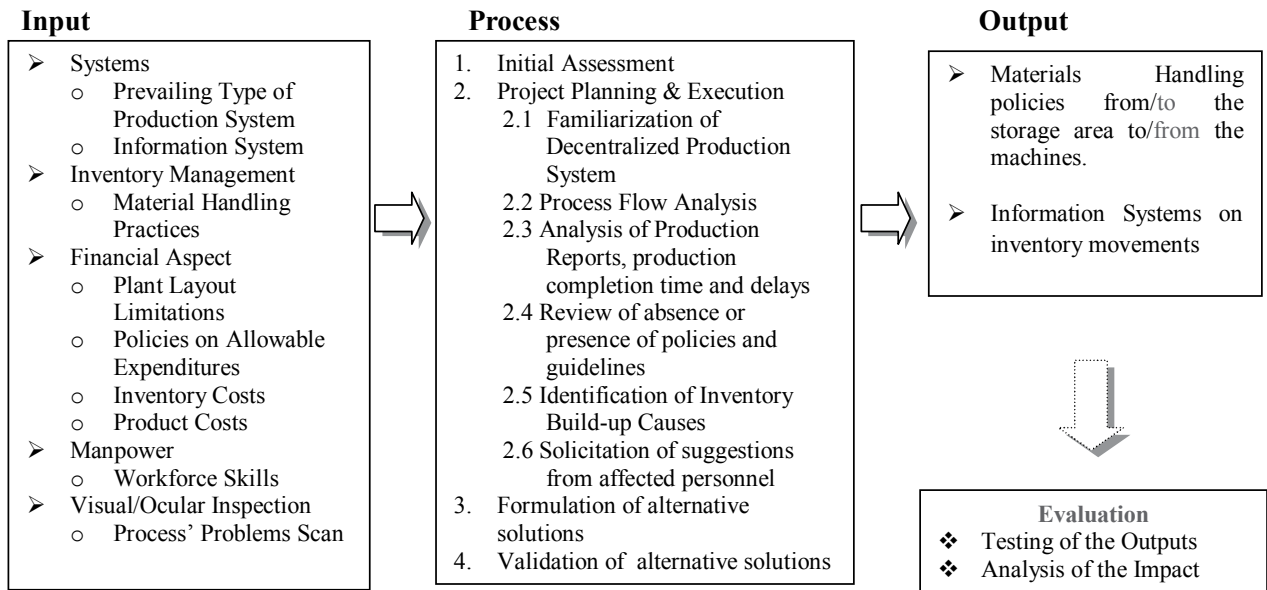 Input
➢ Systems
o Prevailing Type of
Production System
o Information System
➢ Inventory Management
o Material Handling
Practices
➢ Financial Aspect
o Plant Layout
Limitations
o Policies on Allowable
Expenditures
o Inventory Costs
o Product Costs
➢ Manpower
o Workforce Skills
➢ Visual/Ocular Inspection
o Process’ Problems Scan
Process
1. Initial Assessment
2. Project Planning & Execution
2.1 Familiarization of
Decentralized Production
System
2.2 Process Flow Analysis
2.3 Analysis of Production
Reports, production
completion time and delays
2.4 Review of absence or
presence of policies and
guidelines
2.5 Identification of Inventory
Build-up Causes
2.6 Solicitation of suggestions
from affected personnel
3. Formulation of alternative
solutions
4. Validation of alternative solutions
Output
➢ Materials Handling
policies from/to the
storage area to/from the
machines.
➢ Information Systems on
inventory movements
Evaluation
❖ Testing of the Outputs
❖ Analysis of the Impact